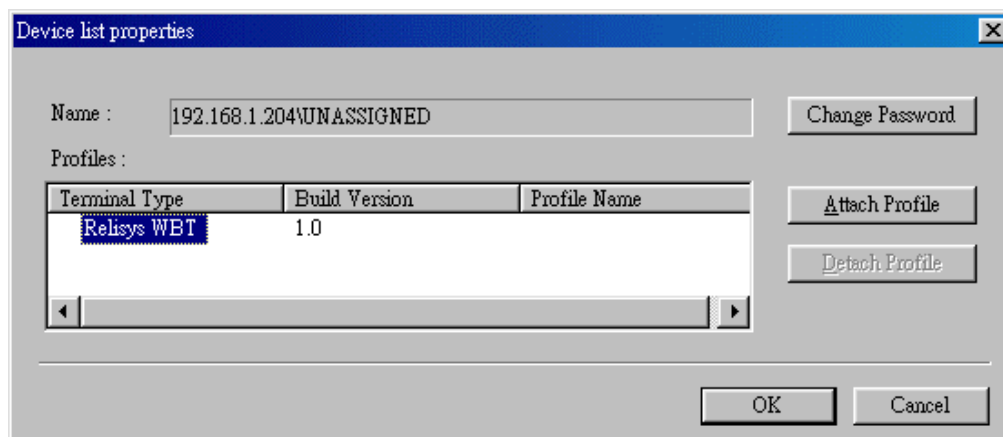 Device list properties
Name : 192.168.1.204\UNASSIGNED Change Password
Profiles :
Terminal Type Build Version Profile Name
Relisys WBT 1.0
Attach Profile
Detach Profile
OK Cancel